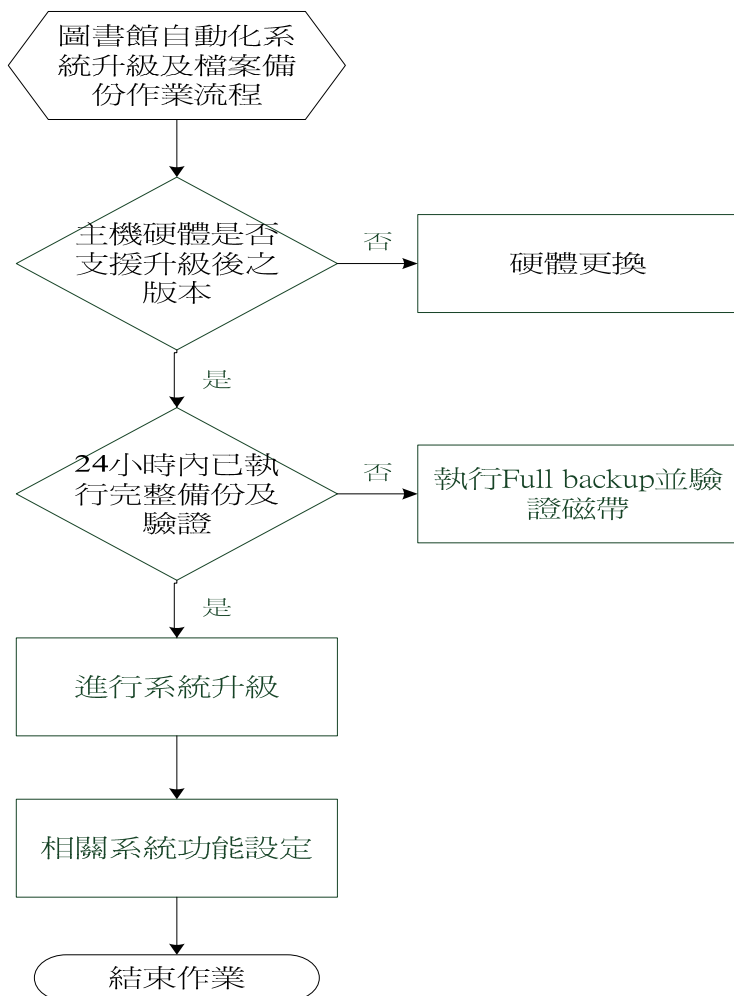 圖書館自動化系
統升級及檔案備
份作業流程
主機硬體是否
支援升級後之
版本
否
硬體更換
是
24小時內已執
行完整備份及
驗證
否
執行Full backup並驗
證磁帶
是
進行系統升級
相關系統功能設定
結束作業